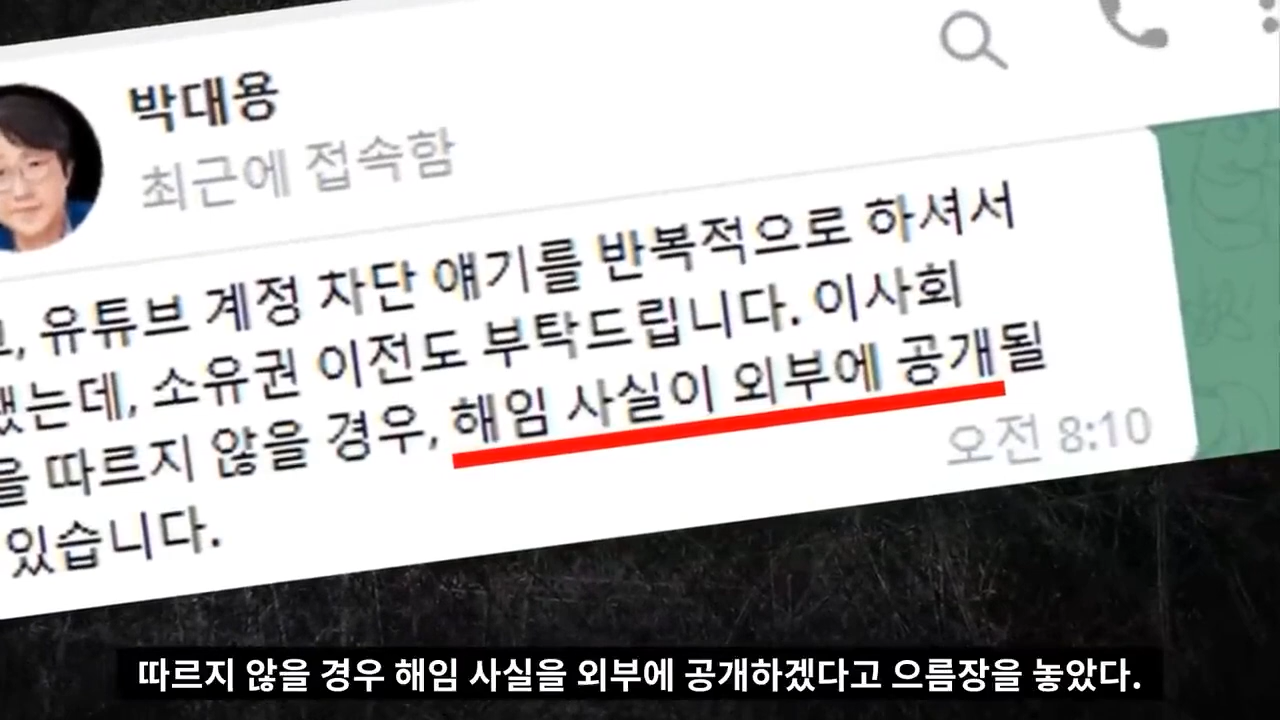 박대용
최근에 접속함
유튜브 계정 차단 얘기를 반복적으로 하셔서
했는데, 소유권 이전도 부탁드립니다. 이사회
을 따르지 않을 경우, 해임 사실이 외부에 공개될
있습니다.
오전 8:10
따르지 않을 경우 해임 사실을 외부에 공개하겠다고 으름장을 놓았다.